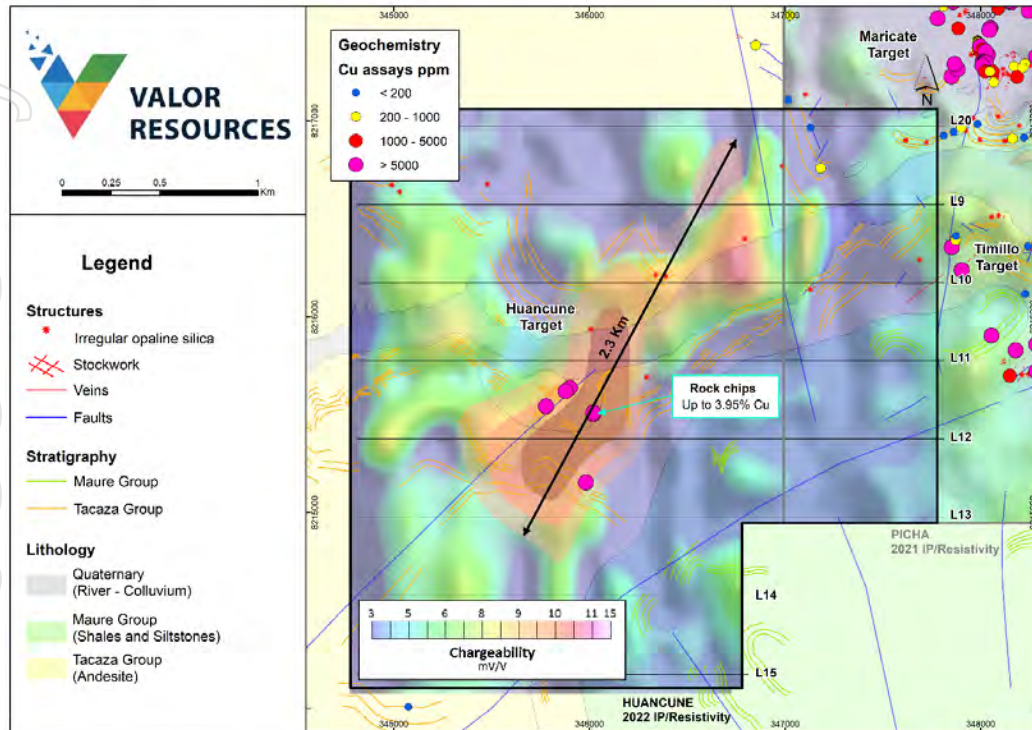 VALOR
RESOURCES
0 0.25 0.5 1
Km
Legend
Structures
Irregular opaline silica
Stockwork
Veins
Faults
Stratigraphy
Maure Group
Tacaza Group
Lithology
Quaternary
(River - Colluvium)
Maure Group
(Shales and Siltstones)
Tacaza Group
(Andesite)
345000 346000 347000 348000
Geochemistry
Cu assays ppm
< 200
200 - 1000
1000 - 5000
> 5000
Maricate
Target
N
8217000
L20
L9
Timillo
Target
L10
Huancune
Target
8216000
2.3 Km
L11
Rock chips
Up to 3.95% Cu
L12
8215000
L13
PICHA
2021 IP/Resistivity
L14
3 5 6 8 9 10 11 15
Chargeability
mV/V
L15
HUANCUNE
2022 IP/Resistivity
345000 346000 347000 348000